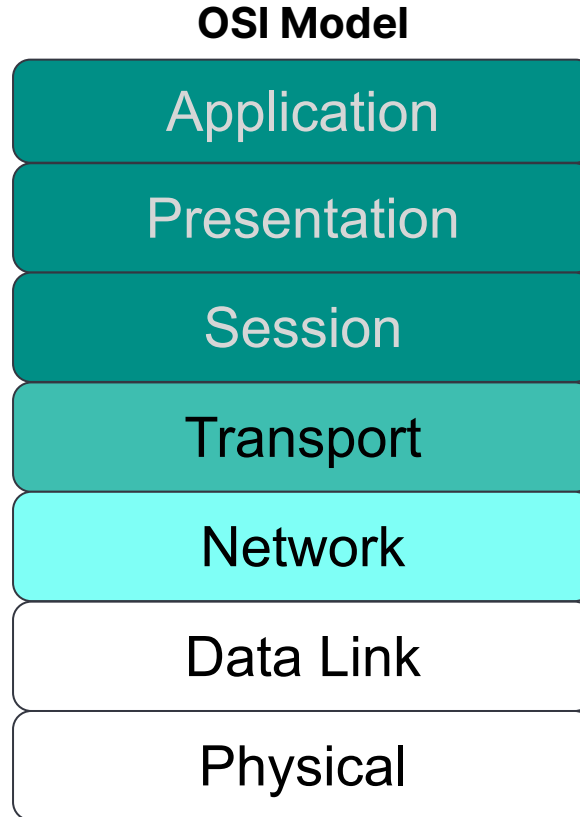 OSI Model
Application
Presentation
Session
Transport
Network
Data Link
Physical